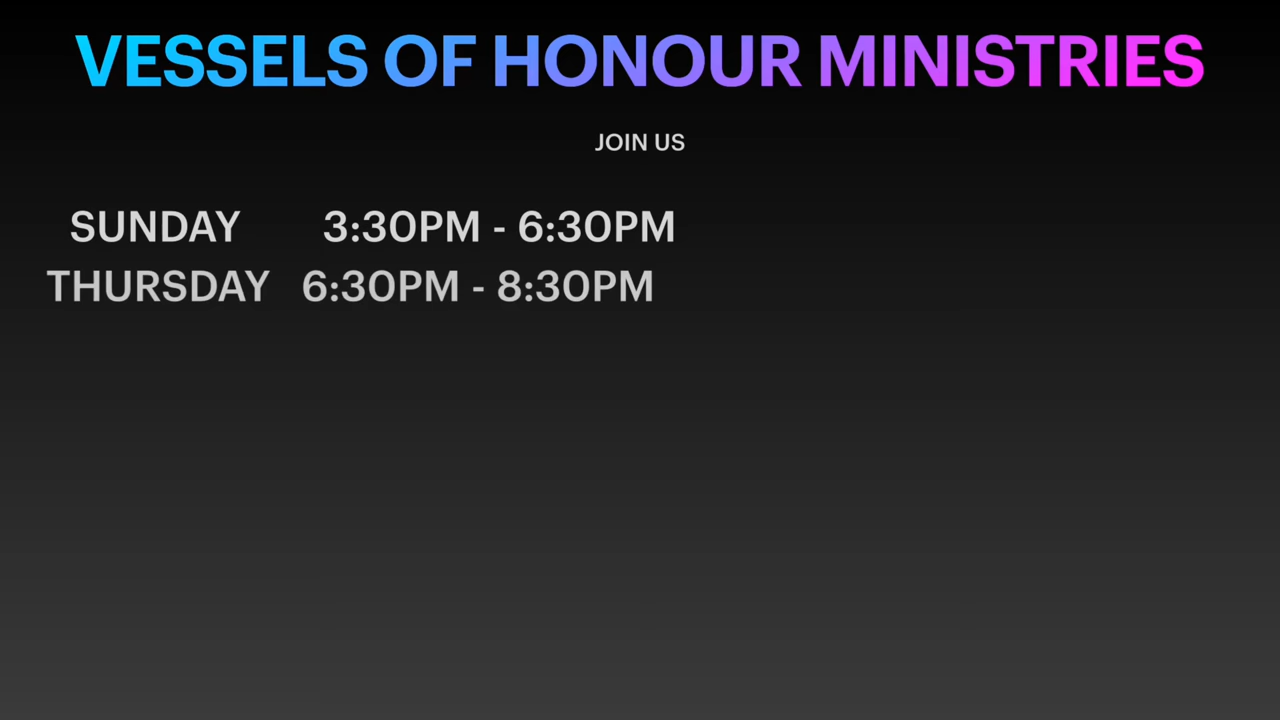 VESSELS OF HONOUR MINISTRIES
JOIN US
SUNDAY 3:30PM - 6:30PM
THURSDAY 6:30PM - 8:30PM